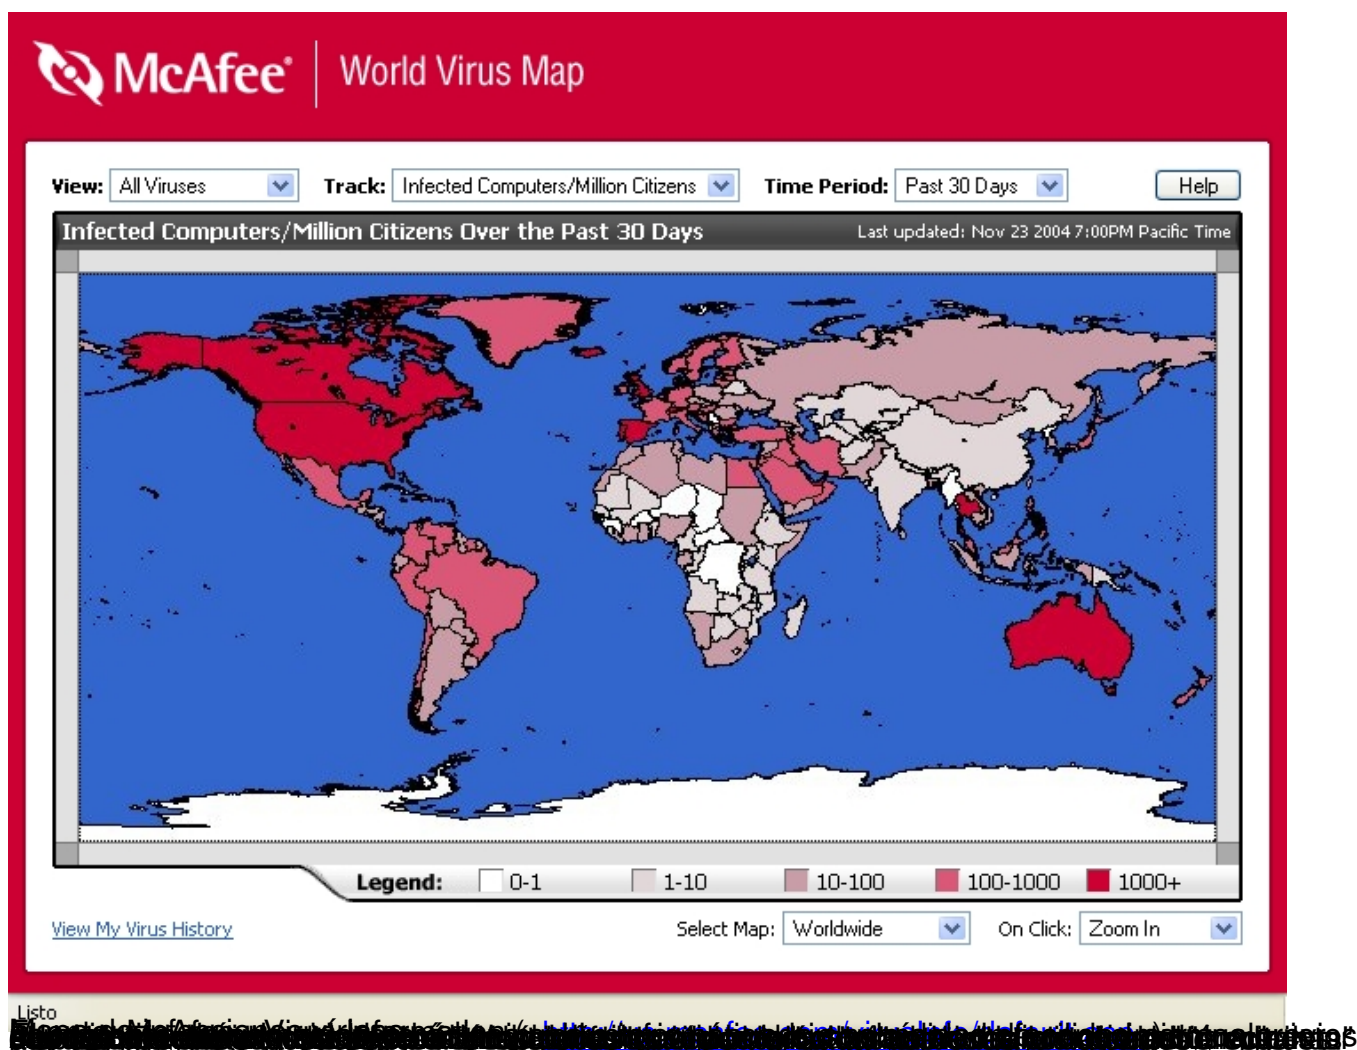 McAfee®
World Virus Map
View: All Viruses Track: Infected Computers/Million Citizens Time Period: Past 30 Days Help
Infected Computers/Million Citizens Over the Past 30 Days Last updated: Nov 23 2004 7:00PM Pacific Time
Legend: 0-1 1-10 10-100 100-1000 1000+
View My Virus History Select Map: Worldwide On Click: Zoom In
Listo